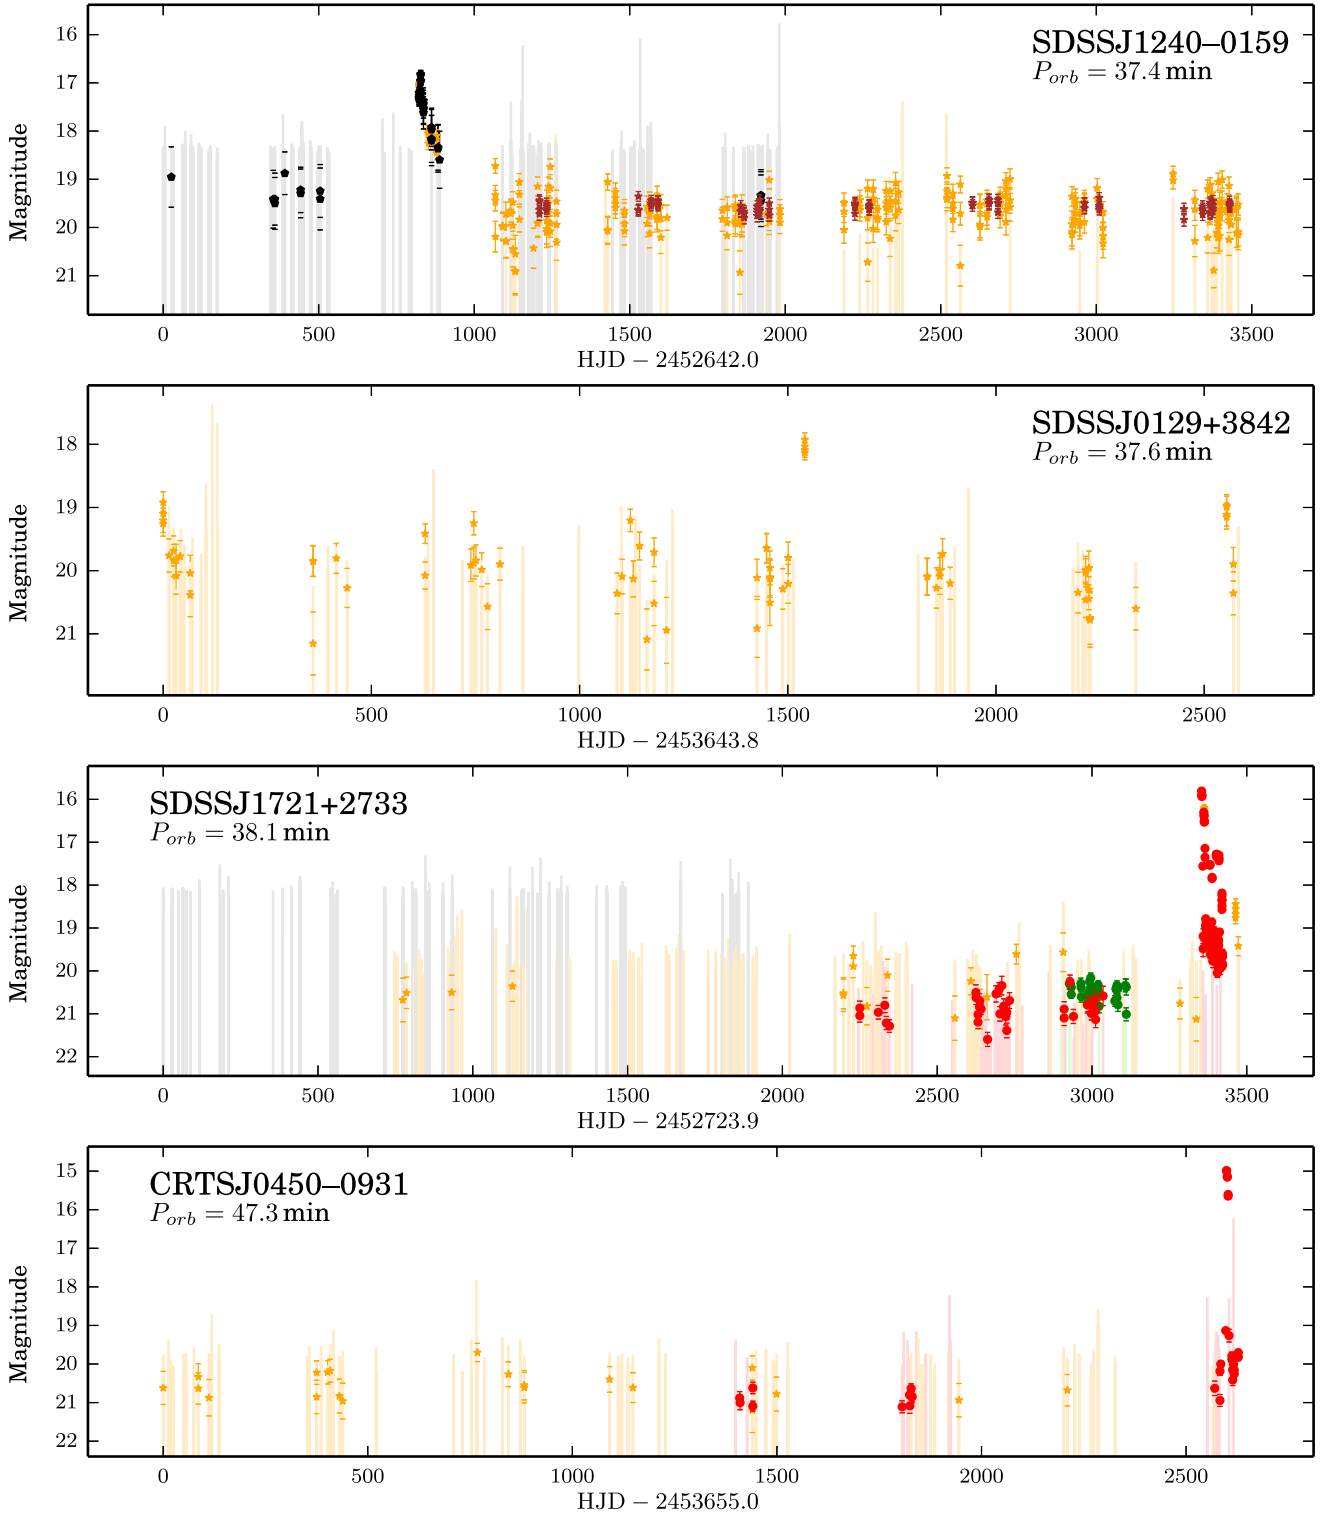 SDSSJ1240–0159
P_orb = 37.4 min
Magnitude
16
17
18
19
20
21
0 500 1000 1500 2000 2500 3000 3500
HJD − 2452642.0
SDSSJ0129+3842
P_orb = 37.6 min
Magnitude
18
19
20
21
0 500 1000 1500 2000 2500
HJD − 2453643.8
SDSSJ1721+2733
P_orb = 38.1 min
Magnitude
16
17
18
19
20
21
22
0 500 1000 1500 2000 2500 3000 3500
HJD − 2452723.9
CRTSJ0450–0931
P_orb = 47.3 min
Magnitude
15
16
17
18
19
20
21
22
0 500 1000 1500 2000 2500
HJD − 2453655.0